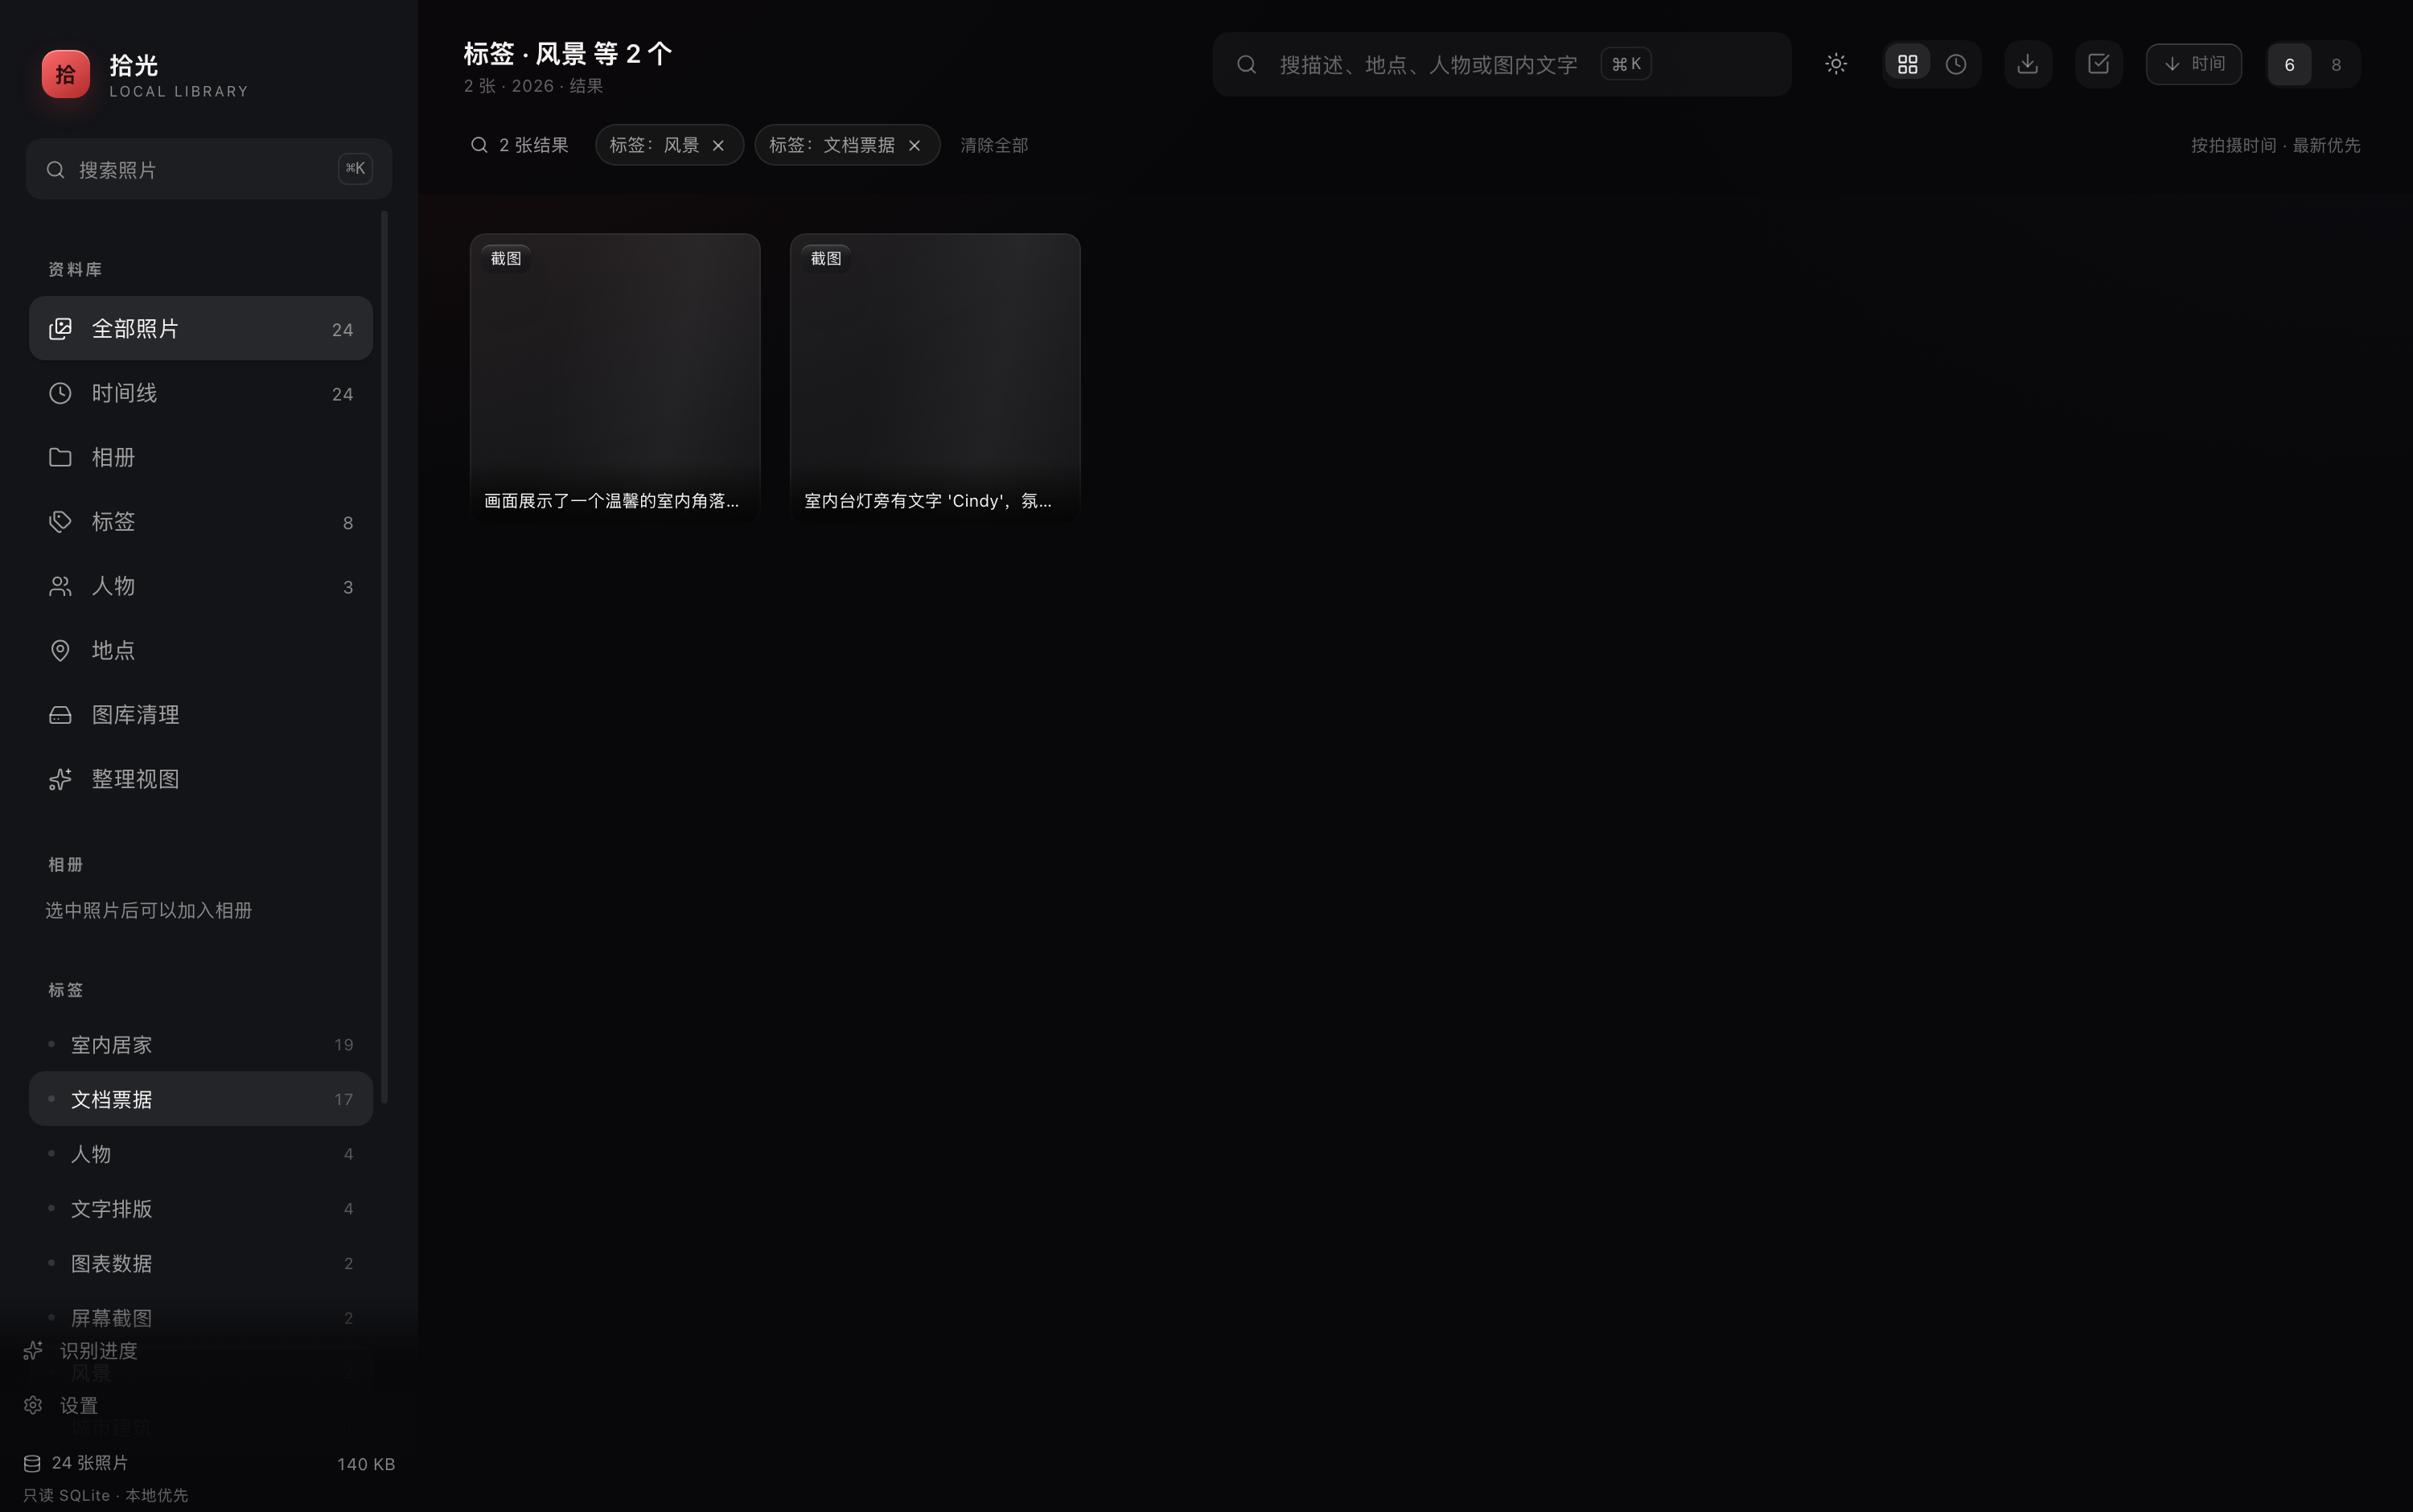 拾
拾光
LOCAL LIBRARY
搜索照片
⌘K
资料库
全部照片 24
时间线 24
相册
标签 8
人物 3
地点
图库清理
整理视图
相册
选中照片后可以加入相册
标签
室内居家 19
文档票据 17
人物 4
文字排版 4
图表数据 2
屏幕截图 2
识别进度
风景
设置
城市建筑
24 张照片 140 KB
只读 SQLite · 本地优先
标签 · 风景 等 2 个
2 张 · 2026 · 结果
搜描述、地点、人物或图内文字 ⌘ K
时间
6 8
2 张结果 标签：风景 标签：文档票据 清除全部
按拍摄时间 · 最新优先
截图
画面展示了一个温馨的室内角落...
截图
室内台灯旁有文字 'Cindy'，氛...